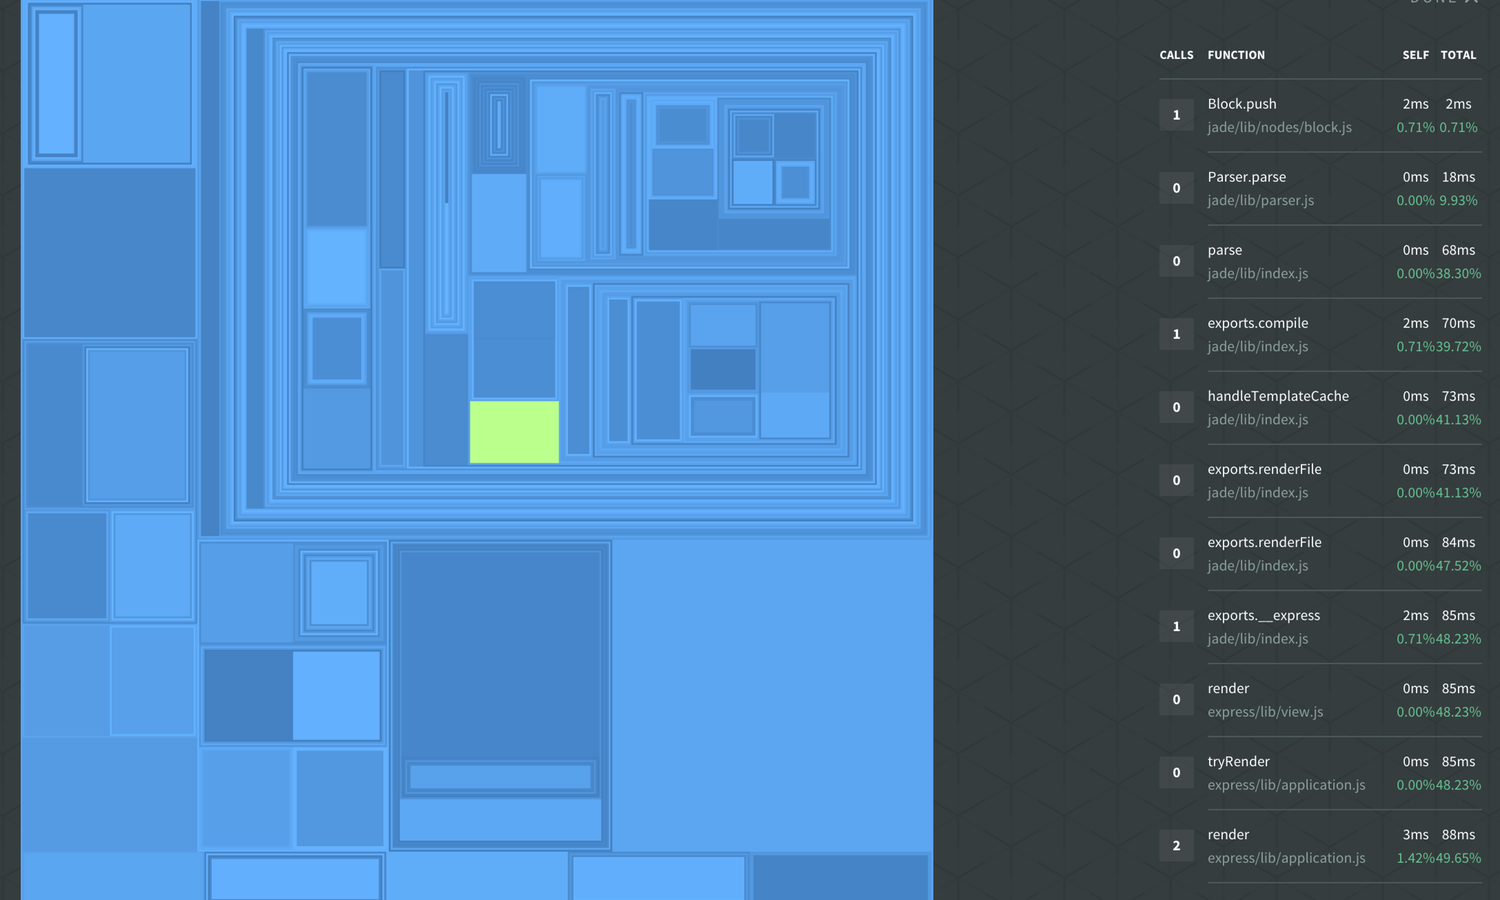 DONE
CALLS FUNCTION SELF TOTAL
1 Block.push 2ms 2ms
jade/lib/nodes/block.js 0.71% 0.71%
0 Parser.parse 0ms 18ms
jade/lib/parser.js 0.00% 9.93%
0 parse 0ms 68ms
jade/lib/index.js 0.00% 38.30%
1 exports.compile 2ms 70ms
jade/lib/index.js 0.71% 39.72%
0 handleTemplateCache 0ms 73ms
jade/lib/index.js 0.00% 41.13%
0 exports.renderFile 0ms 73ms
jade/lib/index.js 0.00% 41.13%
0 exports.renderFile 0ms 84ms
jade/lib/index.js 0.00% 47.52%
1 exports.__express 2ms 85ms
jade/lib/index.js 0.71% 48.23%
0 render 0ms 85ms
express/lib/view.js 0.00% 48.23%
0 tryRender 0ms 85ms
express/lib/application.js 0.00% 48.23%
2 render 3ms 88ms
express/lib/application.js 1.42% 49.65%